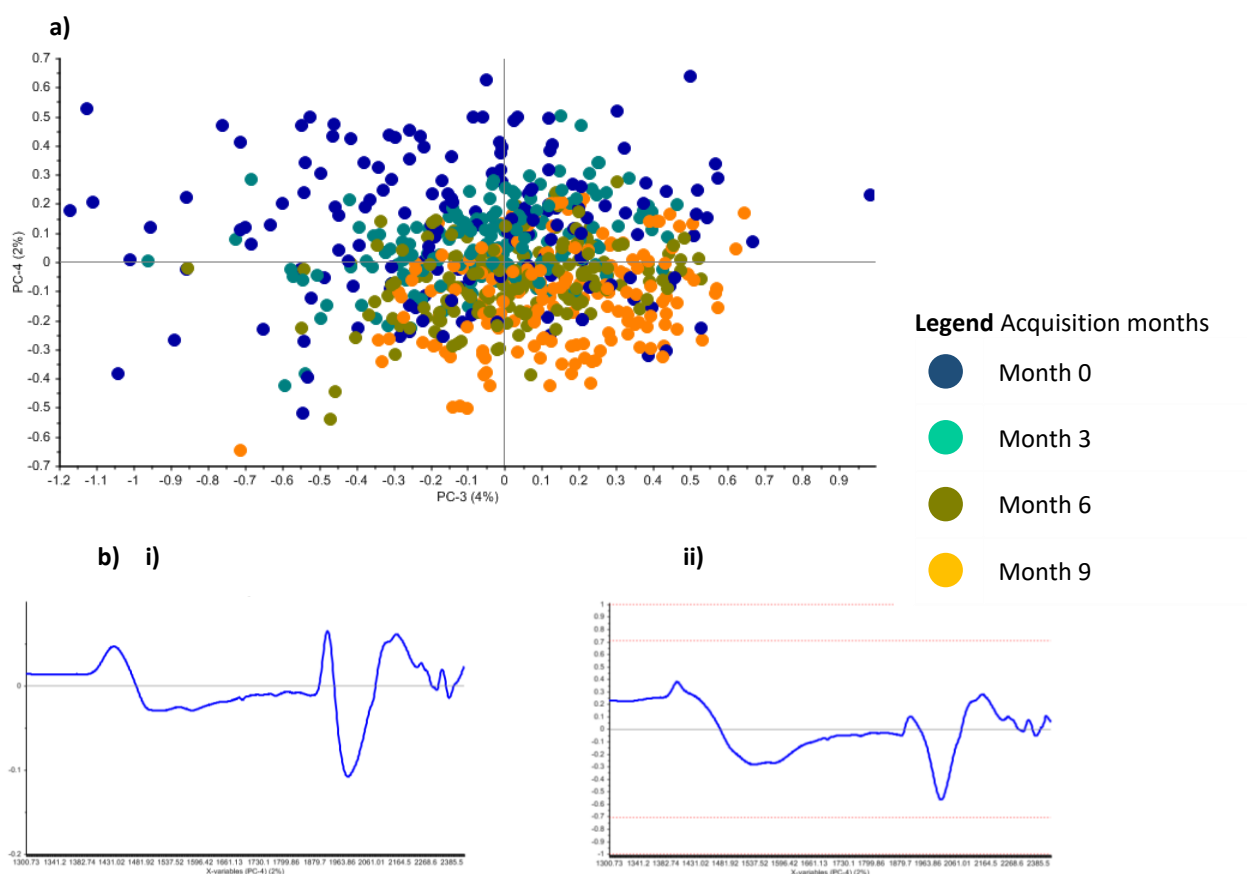 a)
0.7
0.6
0.5
0.4
0.3
0.2
0.1
0
-0.1
-0.2
-0.3
-0.4
-0.5
-0.6
-0.7
PC-4 (2%)
-1.2 -1.1 -1 -0.9 -0.8 -0.7 -0.6 -0.5 -0.4 -0.3 -0.2 -0.1 0 0.1 0.2 0.3 0.4 0.5 0.6 0.7 0.8 0.9
PC-3 (4%)
Legend Acquisition months
Month 0
Month 3
Month 6
Month 9
b) i)
0
-0.1
-0.2
1300.73 1341.2 1382.74 1431.02 1481.92 1537.52 1596.42 1661.13 1730.1 1799.86 1879.7 1963.86 2061.01 2164.5 2268.6 2385.5
X-variables (PC-4) (2%)
ii)
1
0.9
0.8
0.7
0.6
0.5
0.4
0.3
0.2
0.1
0
-0.1
-0.2
-0.3
-0.4
-0.5
-0.6
-0.7
-0.8
-0.9
-1
1300.73 1341.2 1382.74 1431.02 1481.92 1537.52 1596.42 1661.13 1730.1 1799.86 1879.7 1963.86 2061.01 2164.5 2268.6 2385.5
X-variables (PC-4) (2%)